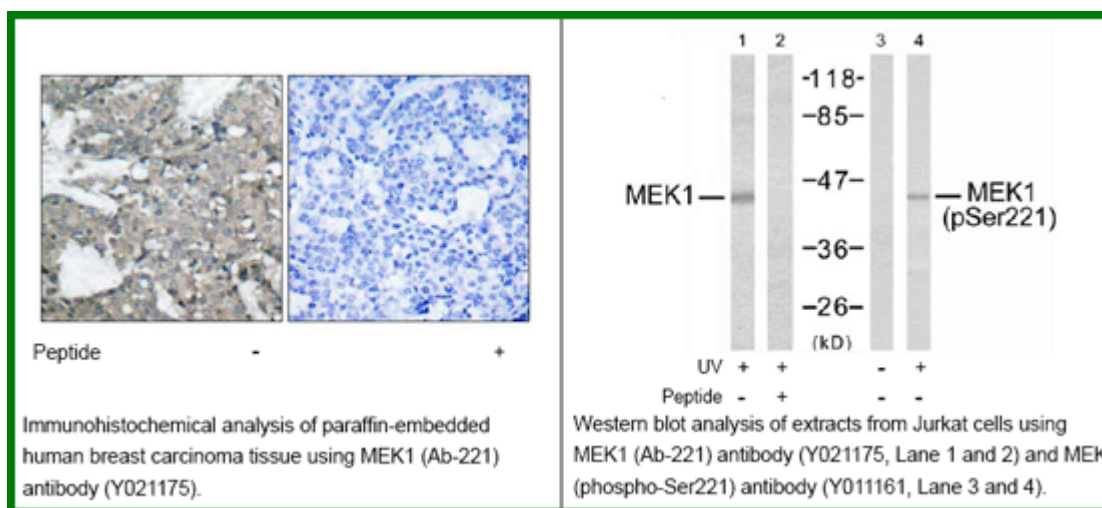 Peptide - +
Immunohistochemical analysis of paraffin-embedded
human breast carcinoma tissue using MEK1 (Ab-221)
antibody (Y021175).
1 2 3 4
–118-
–85–
MEK1 –47 MEK1
(pSer221)
–36–
–26–
(kD)
UV + + - +
Peptide - + - -
Western blot analysis of extracts from Jurkat cells using
MEK1 (Ab-221) antibody (Y021175, Lane 1 and 2) and MEK
(phospho-Ser221) antibody (Y011161, Lane 3 and 4).